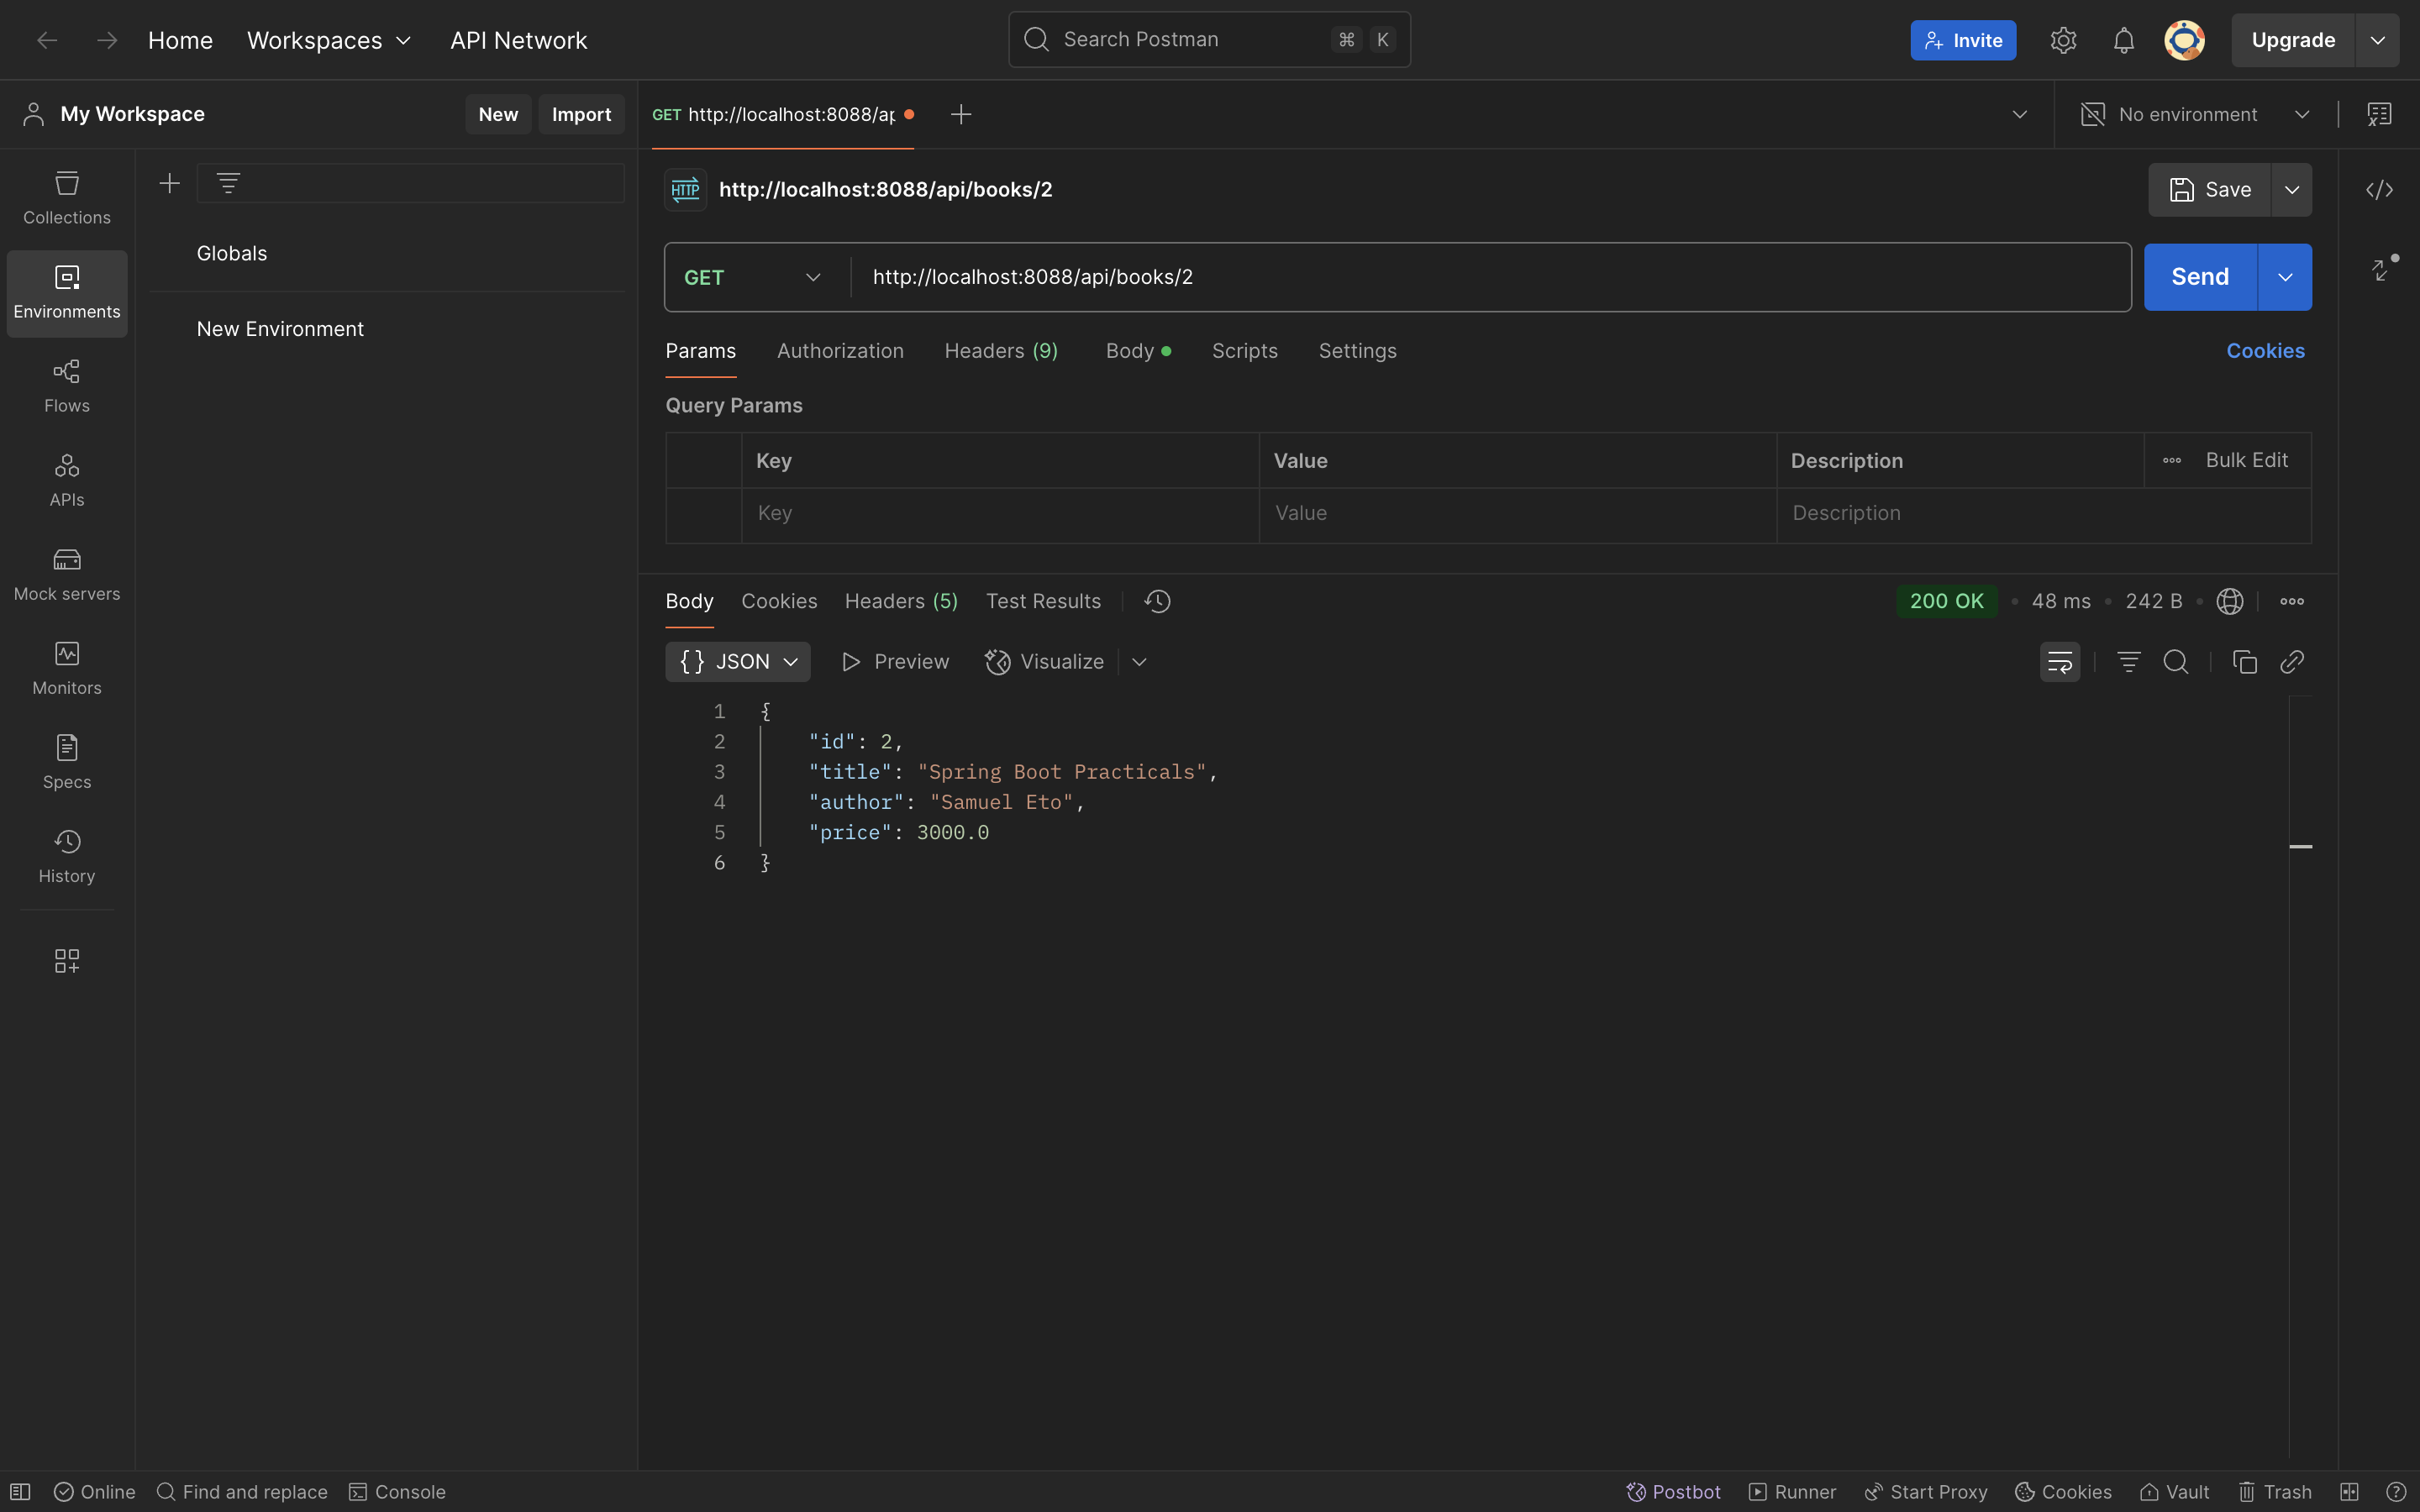 Home Workspaces API Network Search Postman ⌘ K Invite Upgrade
My Workspace New Import GET http://localhost:8088/ap No environment
Collections
Environments
Flows
APIs
Mock servers
Monitors
Specs
History
Globals
New Environment
HTTP http://localhost:8088/api/books/2 Save
GET http://localhost:8088/api/books/2 Send
Params Authorization Headers (9) Body Scripts Settings Cookies
Query Params
Key Value Description Bulk Edit
Key Value Description
Body Cookies Headers (5) Test Results 200 OK • 48 ms • 242 B •
{} JSON Preview Visualize
1 {
2 "id": 2,
3 "title": "Spring Boot Practicals",
4 "author": "Samuel Eto",
5 "price": 3000.0
6 }
Online Find and replace Console Postbot Runner Start Proxy Cookies Vault Trash